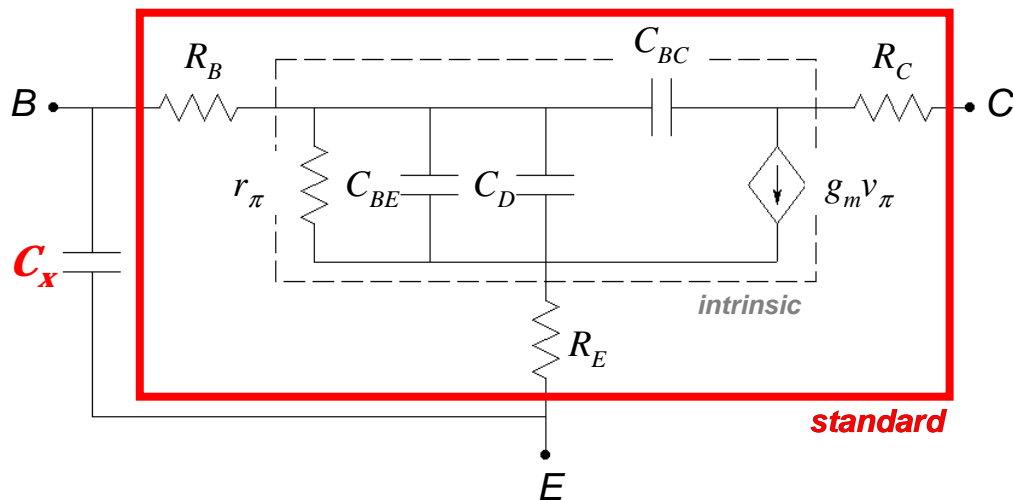 C_BC
R_B
R_C
B
C
r_π
C_BE
C_D
g_m v_π
C_x
intrinsic
R_E
standard
E